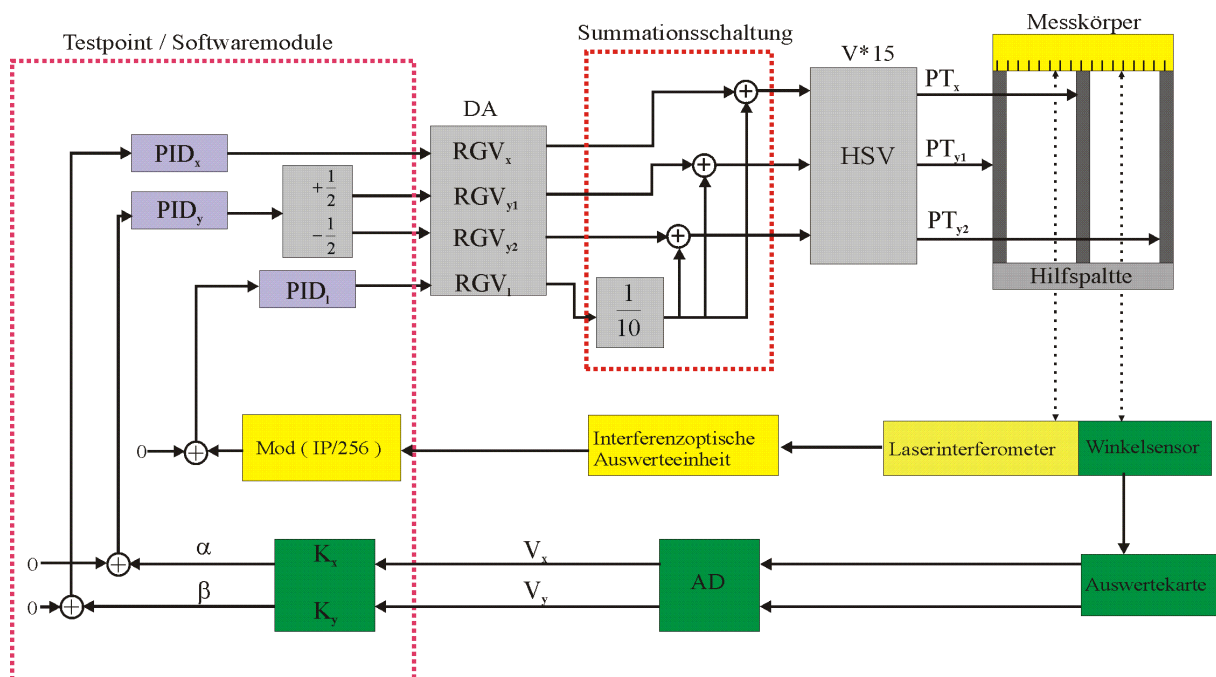 Testpoint / Softwaremodule
Summationsschaltung
Messkörper
V*15
DA
PIDx
PIDy
PIDl
+1/2
-1/2
RGVx
RGVy1
RGVy2
RGVl
1/10
HSV
PTx
PTy1
PTy2
Hilfspaltte
0
Mod ( IP/256 )
Interferenzoptische
Auswerteeinheit
Laserinterferometer
Winkelsensor
0
α
Kx
Vx
AD
Auswertekarte
0
β
Ky
Vy